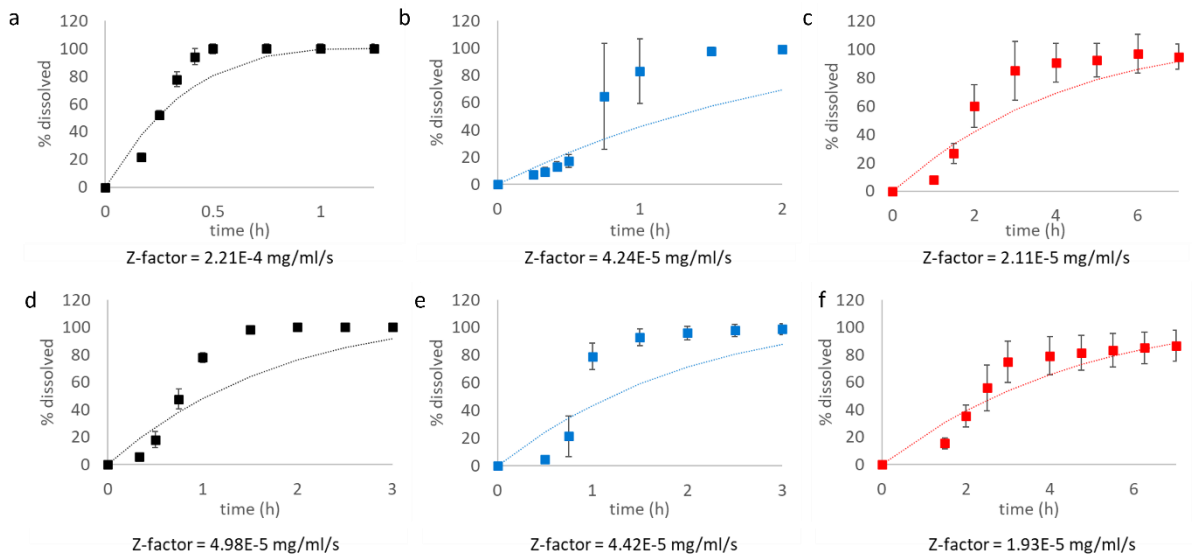 a
120
100
80
60
40
20
0
% dissolved
0 0.5 1
time (h)
Z-factor = 2.21E-4 mg/ml/s
b
120
100
80
60
40
20
0
% dissolved
0 1 2
time (h)
Z-factor = 4.24E-5 mg/ml/s
c
120
100
80
60
40
20
0
% dissolved
0 2 4 6
time (h)
Z-factor = 2.11E-5 mg/ml/s
d
120
100
80
60
40
20
0
% dissolved
0 1 2 3
time (h)
Z-factor = 4.98E-5 mg/ml/s
e
120
100
80
60
40
20
0
% dissolved
0 1 2 3
time (h)
Z-factor = 4.42E-5 mg/ml/s
f
120
100
80
60
40
20
0
% dissolved
0 2 4 6
time (h)
Z-factor = 1.93E-5 mg/ml/s